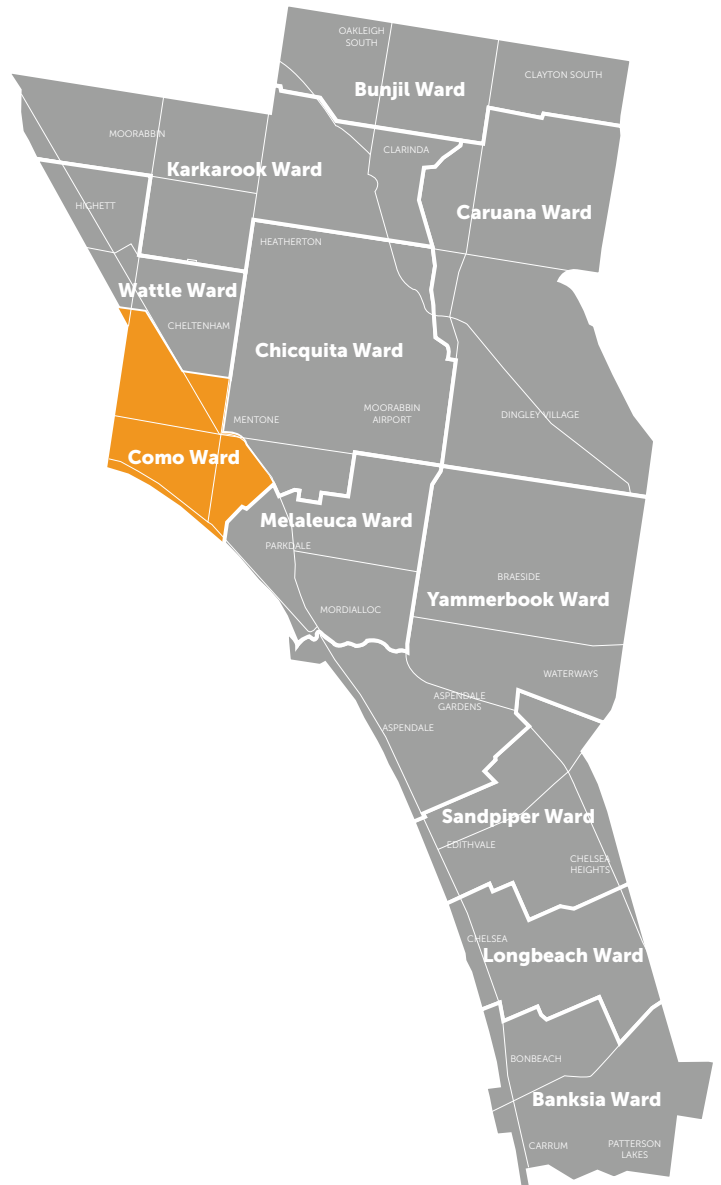 OAKLEIGH
SOUTH
CLAYTON SOUTH
Bunjil Ward
MOORABBIN
CLARINDA
Karkarook Ward
HIGHETT
Caruana Ward
HEATHERTON
Wattle Ward
CHELTENHAM
Chicquita Ward
MENTONE
MOORABBIN
AIRPORT
DINGLEY VILLAGE
Como Ward
Melaleuca Ward
PARKDALE
BRAESIDE
Yammerbook Ward
MORDIALLOC
WATERWAYS
ASPENDALE
GARDENS
ASPENDALE
Sandpiper Ward
EDITHVALE
CHELSEA
HEIGHTS
CHELSEA
Longbeach Ward
BONBEACH
Banksia Ward
CARRUM
PATTERSON
LAKES